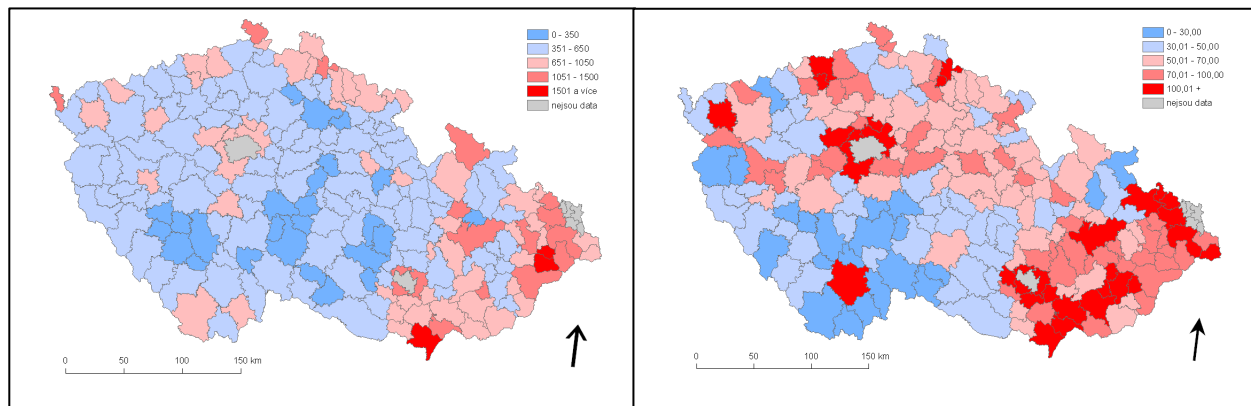 0 - 350
351 - 650
651 - 1050
1051 - 1500
1501 a více
nejsou data
0 50 100 150 km
0 - 30,00
30,01 - 50,00
50,01 - 70,00
70,01 - 100,00
100,01 +
nejsou data
0 50 100 150 km